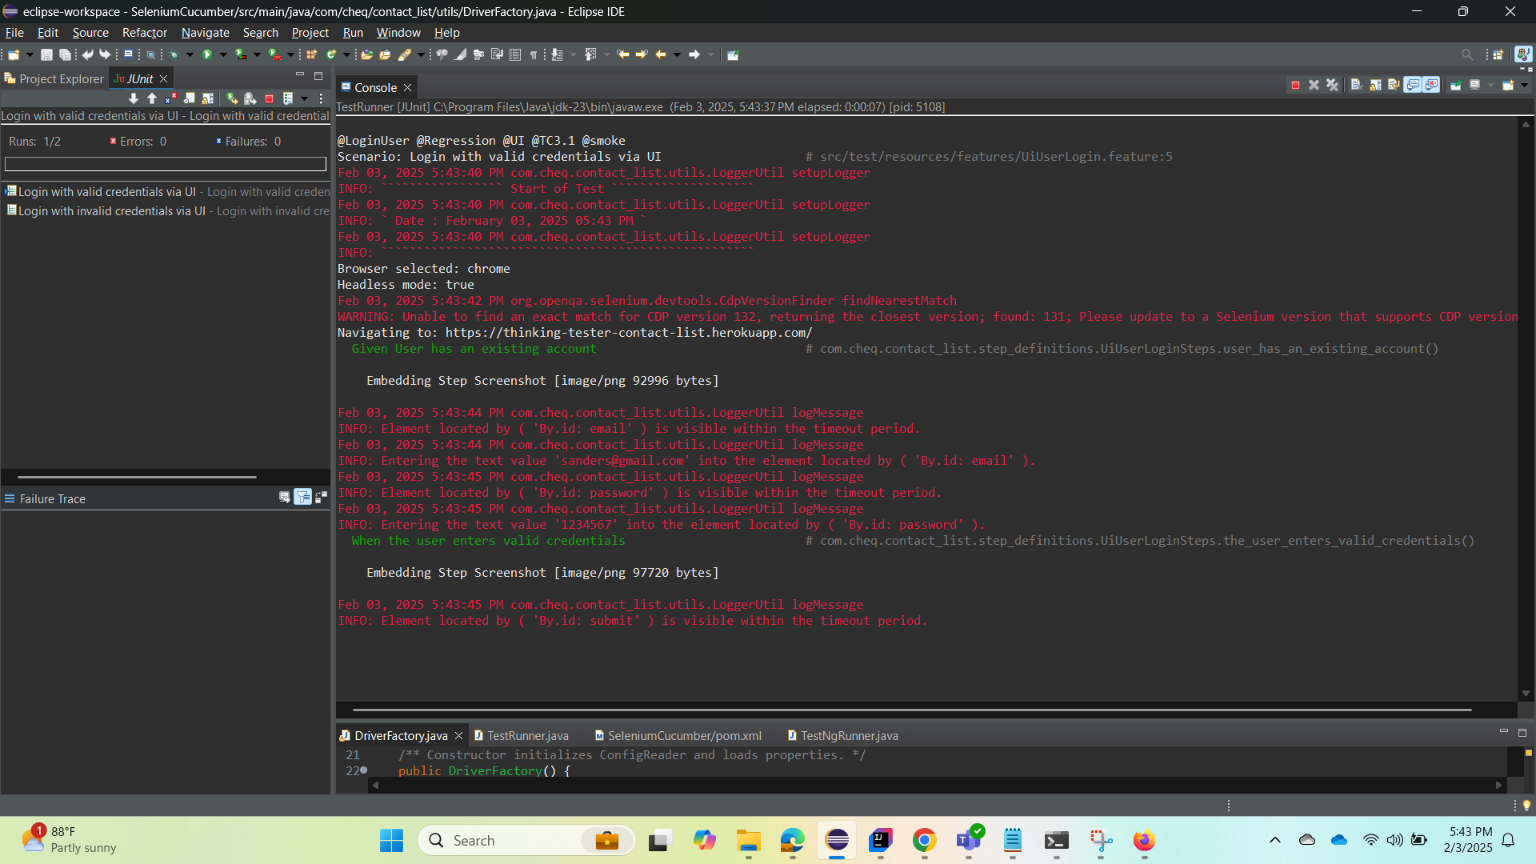 eclipse-workspace - SeleniumCucumber/src/main/java/com/cheq/contact_list/utils/DriverFactory.java - Eclipse IDE
File Edit Source Refactor Navigate Search Project Run Window Help
Project Explorer JUnit
Login with valid credentials via UI - Login with valid credential
Runs: 1/2 Errors: 0 Failures: 0
Login with valid credentials via UI - Login with valid creden
Login with invalid credentials via UI - Login with invalid cre
Failure Trace
Console
TestRunner [JUnit] C:\Program Files\Java\jdk-23\bin\javaw.exe (Feb 3, 2025, 5:43:37 PM elapsed: 0:00:07) [pid: 5108]
@LoginUser @Regression @UI @TC3.1 @smoke
Scenario: Login with valid credentials via UI # src/test/resources/features/UiUserLogin.feature:5
Feb 03, 2025 5:43:40 PM com.cheq.contact_list.utils.LoggerUtil setupLogger
INFO: ````````````````` Start of Test ````````````````````
Feb 03, 2025 5:43:40 PM com.cheq.contact_list.utils.LoggerUtil setupLogger
INFO: ` Date : February 03, 2025 05:43 PM `
Feb 03, 2025 5:43:40 PM com.cheq.contact_list.utils.LoggerUtil setupLogger
INFO: ````````````````````````````````````````````````````
Browser selected: chrome
Headless mode: true
Feb 03, 2025 5:43:42 PM org.openqa.selenium.devtools.CdpVersionFinder findNearestMatch
WARNING: Unable to find an exact match for CDP version 132, returning the closest version; found: 131; Please update to a Selenium version that supports CDP version
Navigating to: https://thinking-tester-contact-list.herokuapp.com/
Given User has an existing account # com.cheq.contact_list.step_definitions.UiUserLoginSteps.user_has_an_existing_account()
Embedding Step Screenshot [image/png 92996 bytes]
Feb 03, 2025 5:43:44 PM com.cheq.contact_list.utils.LoggerUtil logMessage
INFO: Element located by ( 'By.id: email' ) is visible within the timeout period.
Feb 03, 2025 5:43:44 PM com.cheq.contact_list.utils.LoggerUtil logMessage
INFO: Entering the text value 'sanders@gmail.com' into the element located by ( 'By.id: email' ).
Feb 03, 2025 5:43:45 PM com.cheq.contact_list.utils.LoggerUtil logMessage
INFO: Element located by ( 'By.id: password' ) is visible within the timeout period.
Feb 03, 2025 5:43:45 PM com.cheq.contact_list.utils.LoggerUtil logMessage
INFO: Entering the text value '1234567' into the element located by ( 'By.id: password' ).
When the user enters valid credentials # com.cheq.contact_list.step_definitions.UiUserLoginSteps.the_user_enters_valid_credentials()
Embedding Step Screenshot [image/png 97720 bytes]
Feb 03, 2025 5:43:45 PM com.cheq.contact_list.utils.LoggerUtil logMessage
INFO: Element located by ( 'By.id: submit' ) is visible within the timeout period.
DriverFactory.java TestRunner.java SeleniumCucumber/pom.xml TestNgRunner.java
21 /** Constructor initializes ConfigReader and loads properties. */
22 public DriverFactory() {
1
88°F
Partly sunny
Search
5:43 PM
2/3/2025